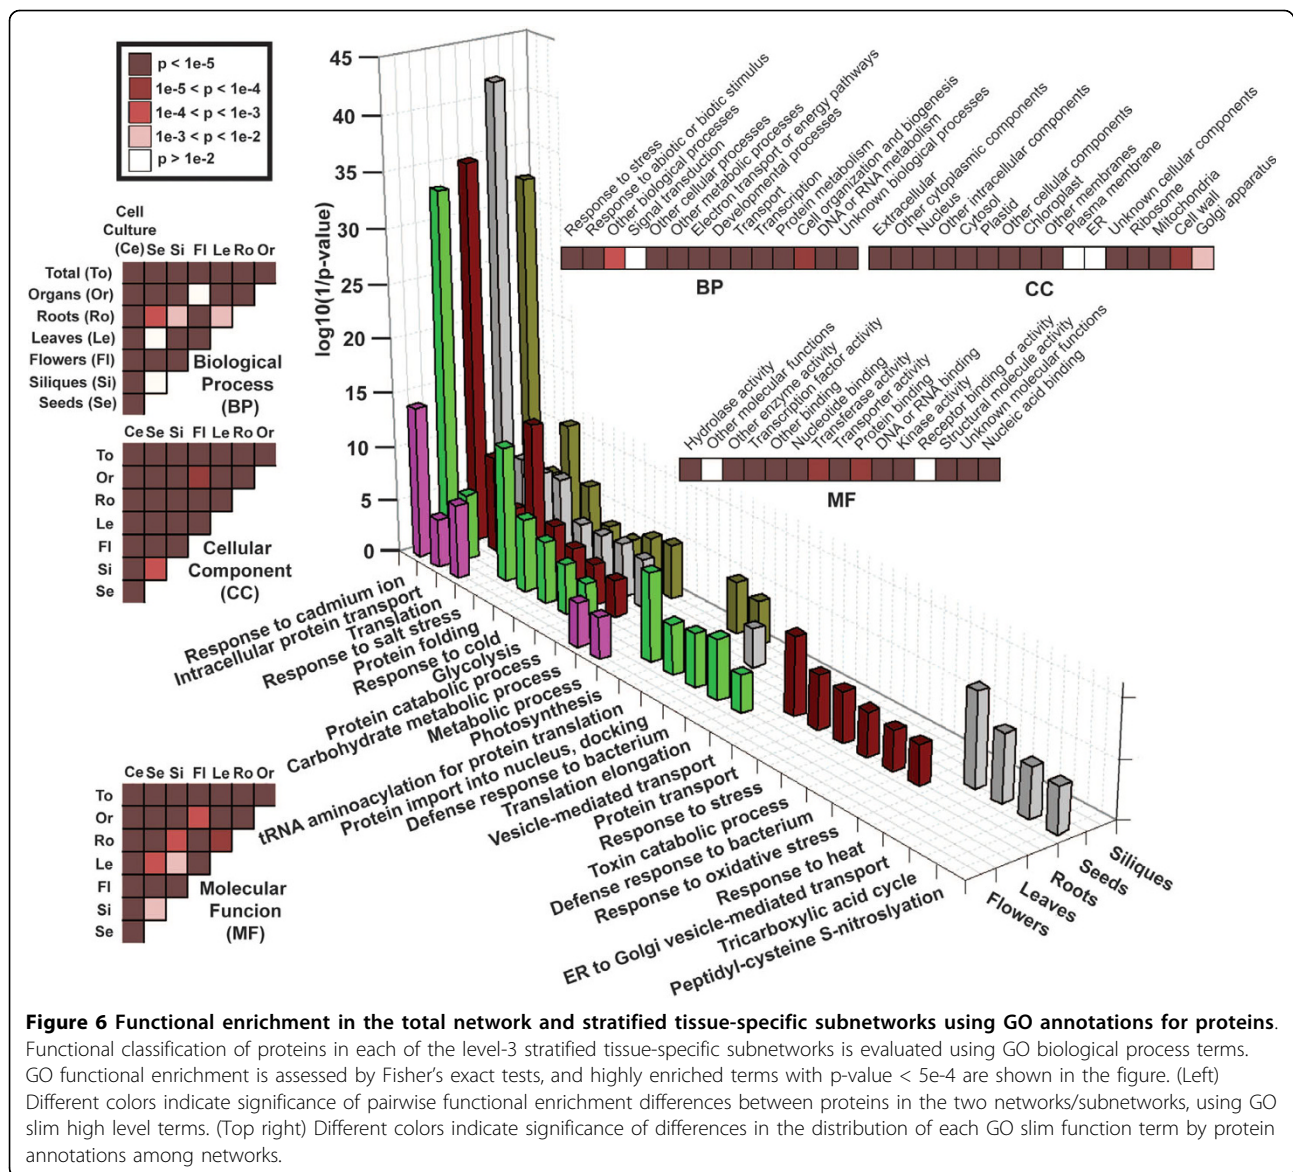 p < 1e-5
1e-5 < p < 1e-4
1e-4 < p < 1e-3
1e-3 < p < 1e-2
p > 1e-2
Cell
Culture
(Ce) Se Si Fl Le Ro Or
Total (To)
Organs (Or)
Roots (Ro)
Leaves (Le)
Flowers (Fl)
Siliques (Si)
Seeds (Se)
Biological
Process
(BP)
Ce Se Si Fl Le Ro Or
To
Or
Ro
Le
Fl
Si
Se
Cellular
Component
(CC)
Ce Se Si Fl Le Ro Or
To
Or
Ro
Le
Fl
Si
Se
Molecular
Funcion
(MF)
log10(1/p-value)
45
40
35
30
25
20
15
10
5
0
Response to stress
Response to abiotic or biotic stimulus
Other biological processes
Signal transduction
Other cellular processes
Other metabolic processes
Electron transport or energy pathways
Developmental processes
Transport
Transcription
Protein metabolism
Cell organization and biogenesis
DNA or RNA metabolism
Unknown biological processes
BP
Extracellular
Other cytoplasmic components
Nucleus
Other intracellular components
Cytosol
Plastid
Other cellular components
Chloroplast
Other membranes
Plasma membrane
ER
Unknown cellular components
Ribosome
Mitochondria
Cell wall
Golgi apparatus
CC
Hydrolase activity
Other molecular functions
Other enzyme activity
Transcription factor activity
Other binding
Nucleotide binding
Transferase activity
Transporter activity
Protein binding
DNA or RNA binding
Kinase activity
Receptor binding or activity
Structural molecule activity
Unknown molecular functions
Nucleic acid binding
MF
Response to cadmium ion
Intracellular protein transport
Translation
Response to salt stress
Protein folding
Response to cold
Glycolysis
Protein catabolic process
Carbohydrate metabolic process
Metabolic process
Photosynthesis
tRNA aminoacylation for protein translation
Protein import into nucleus, docking
Defense response to bacterium
Translation elongation
Vesicle-mediated transport
Protein transport
Response to stress
Toxin catabolic process
Defense response to bacterium
Response to oxidative stress
Response to heat
ER to Golgi vesicle-mediated transport
Tricarboxylic acid cycle
Peptidyl-cysteine S-nitroslyation
Flowers
Leaves
Roots
Seeds
Siliques
Figure 6 Functional enrichment in the total network and stratified tissue-specific subnetworks using GO annotations for proteins.
Functional classification of proteins in each of the level-3 stratified tissue-specific subnetworks is evaluated using GO biological process terms.
GO functional enrichment is assessed by Fisher's exact tests, and highly enriched terms with p-value < 5e-4 are shown in the figure. (Left)
Different colors indicate significance of pairwise functional enrichment differences between proteins in the two networks/subnetworks, using GO
slim high level terms. (Top right) Different colors indicate significance of differences in the distribution of each GO slim function term by protein
annotations among networks.